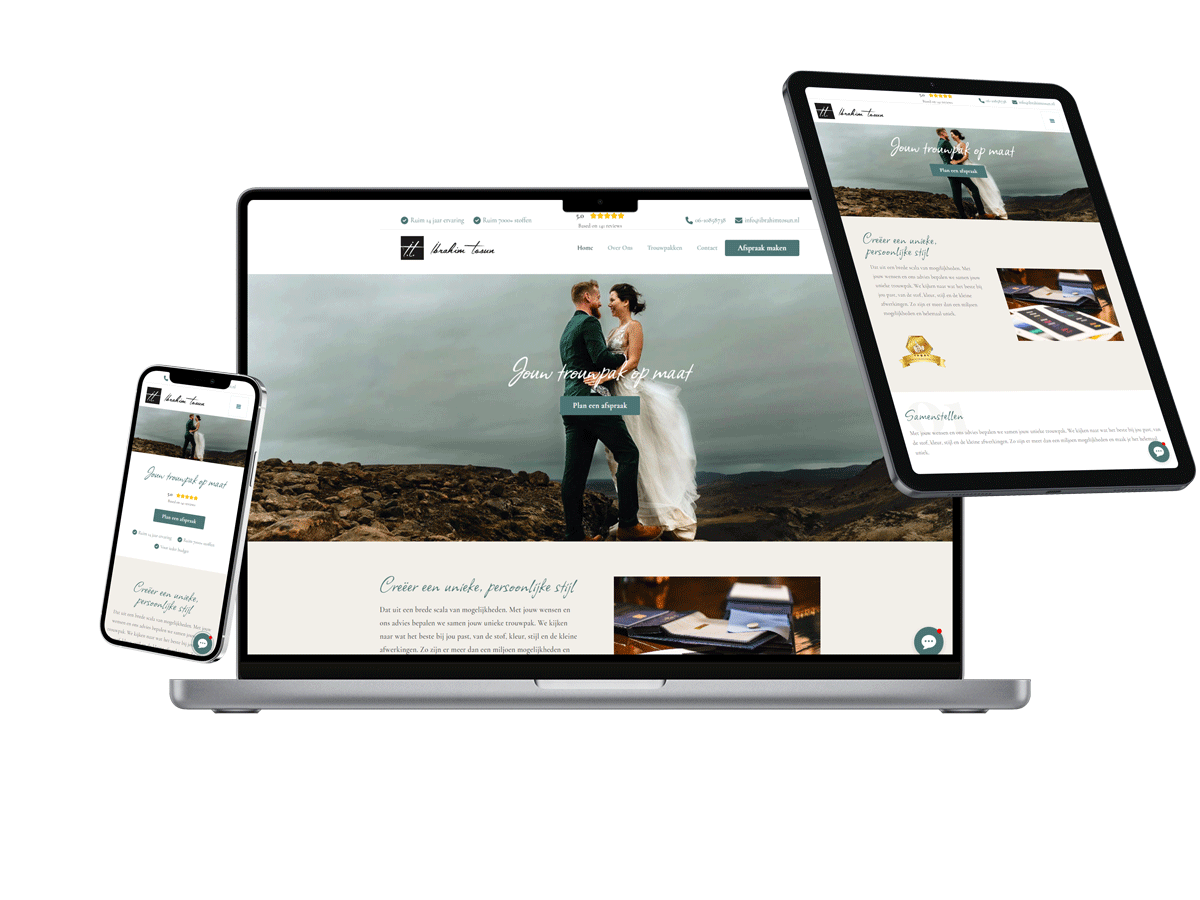 Ruim 14 jaar ervaring
Ruim 7000+ stoffen
5.0
Based on 141 reviews
06-10656738
info@ibrahimtosun.nl
Ibrahim tosun
Home
Over Ons
Trouwpakken
Contact
Afspraak maken
Jouw trouwpak op maat
Plan een afspraak
Creëer een unieke, persoonlijke stijl
Dat uit een brede scala van mogelijkheden. Met jouw wensen en
ons advies bepalen we samen jouw unieke trouwpak. We kijken
naar wat het beste bij jou past, van de stof, kleur, stijl en de kleine
afwerkingen. Zo zijn er meer dan een miljoen mogelijkheden en
Ibrahim tosun
Jouw trouwpak op maat
5.0
Plan een afspraak
Ruim 14 jaar ervaring
Ruim 7000+ stoffen
Voor ieder budget
Creëer een unieke,
persoonlijke stijl
Dat uit een brede scala van mogelijkheden. Met
jouw wensen en ons advies bepalen we samen jouw
5.0
info@ibrahimtosun.nl
Ibrahim tosun
Jouw trouwpak op maat
Plan een afspraak
Creëer een unieke,
persoonlijke stijl
Dat uit een brede scala van mogelijkheden. Met
jouw wensen en ons advies bepalen we samen jouw
unieke trouwpak. We kijken naar wat het beste bij
jou past, van de stof, kleur, stijl en de kleine
afwerkingen. Zo zijn er meer dan een miljoen
mogelijkheden en helemaal uniek.
01
Samenstellen
Met jouw wensen en ons advies bepalen we samen jouw unieke trouwpak. We kijken naar wat het beste bij jou past, van
de stof, kleur, stijl en de kleine afwerkingen. Zo zijn er meer dan een miljoen mogelijkheden en maak je het helemaal
uniek.